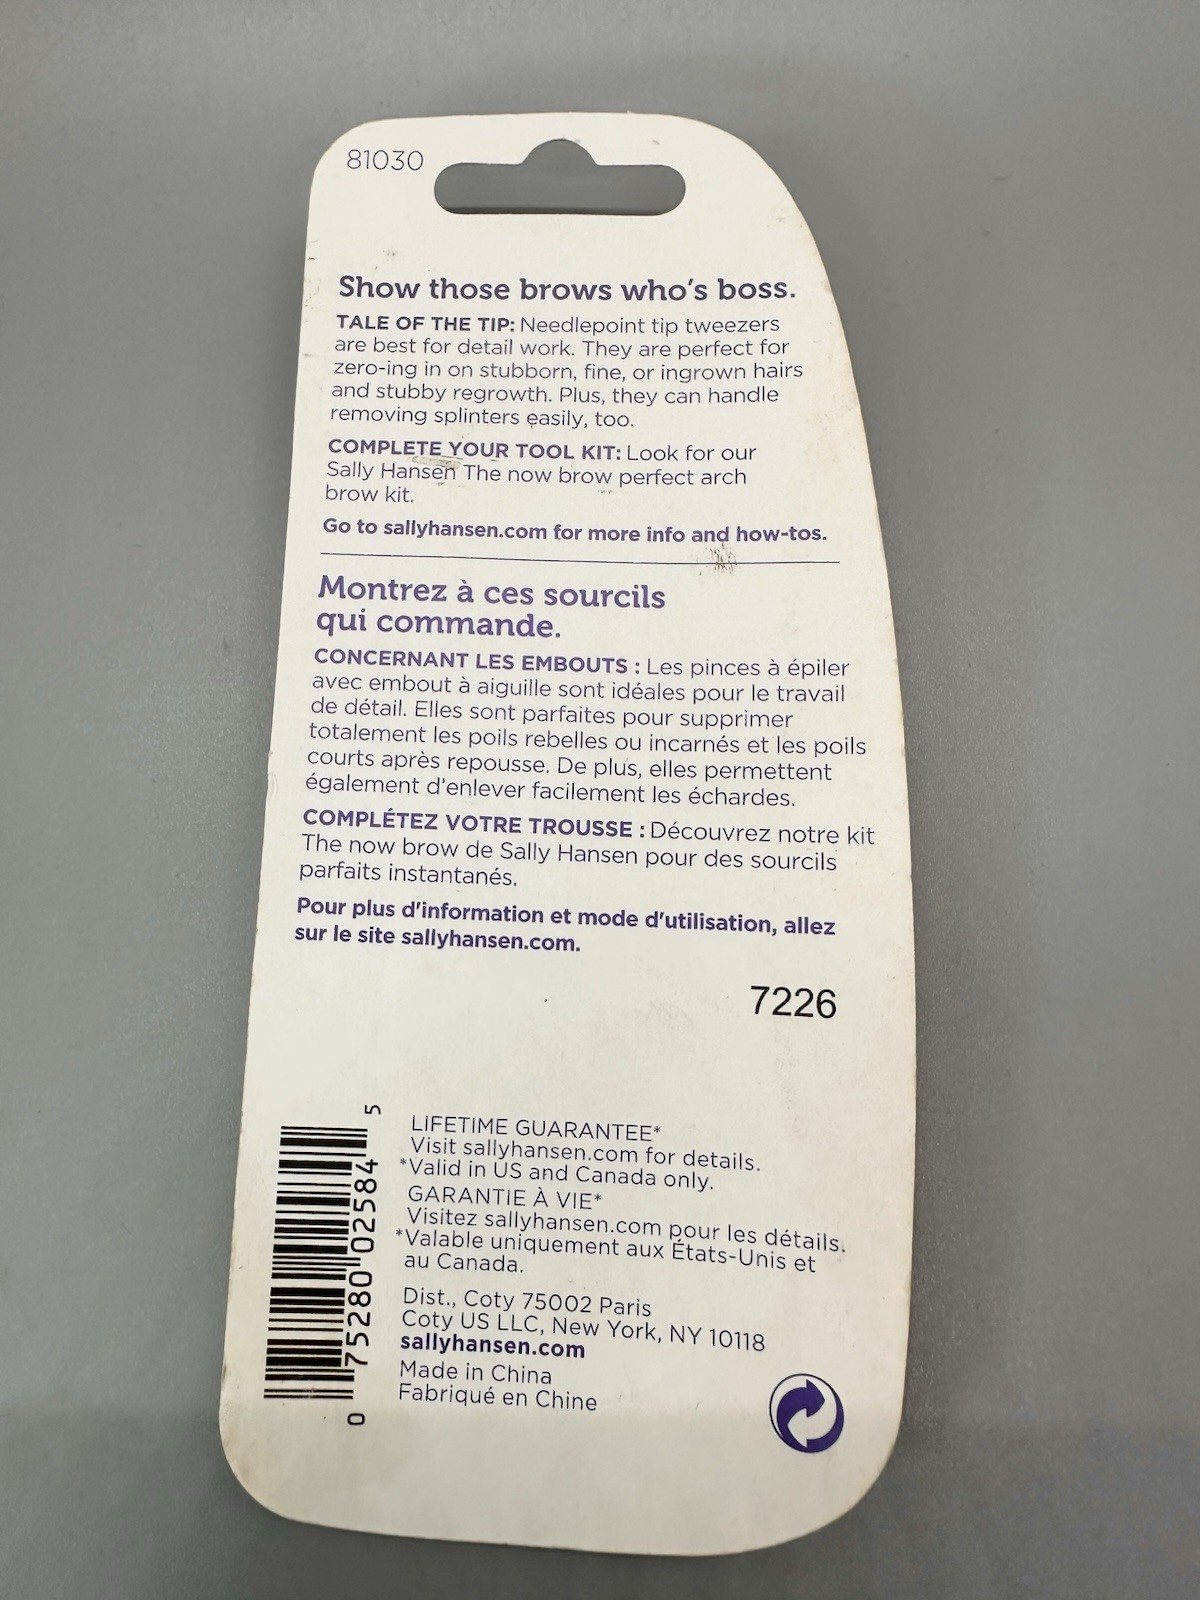 81030
Show those brows who's boss.
TALE OF THE TIP: Needlepoint tip tweezers
are best for detail work. They are perfect for
zero-ing in on stubborn, fine, or ingrown hairs
and stubby regrowth. Plus, they can handle
removing splinters easily, too.
COMPLETE YOUR TOOL KIT: Look for our
Sally Hansen The now brow perfect arch
brow kit.
Go to sallyhansen.com for more info and how-tos.
Montrez à ces sourcils
qui commande.
CONCERNANT LES EMBOUTS : Les pinces à épiler
avec embout à aiguille sont idéales pour le travail
de détail. Elles sont parfaites pour supprimer
totalement les poils rebelles ou incarnés et les poils
courts après repousse. De plus, elles permettent
également d'enlever facilement les échardes.
COMPLÉTEZ VOTRE TROUSSE : Découvrez notre kit
The now brow de Sally Hansen pour des sourcils
parfaits instantanés.
Pour plus d'information et mode d'utilisation, allez
sur le site sallyhansen.com.
7226
0 75280 02584 5
LIFETIME GUARANTEE*
Visit sallyhansen.com for details.
*Valid in US and Canada only.
GARANTIE À VIE*
Visitez sallyhansen.com pour les détails.
*Valable uniquement aux États-Unis et
au Canada.
Dist., Coty 75002 Paris
Coty US LLC, New York, NY 10118
sallyhansen.com
Made in China
Fabriqué en Chine